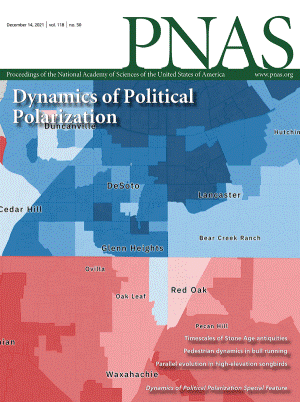 December 14, 2021 | vol. 118 | no. 50
PNAS
Proceedings of the National Academy of Sciences of the United States of America
www.pnas.org
Dynamics of Political
Polarization
Duncanville
Hutchin
DeSoto
Lancaster
Cedar Hill
Bear Creek Ranch
Glenn Heights
Ovilla
Oak Leaf
Red Oak
Pecan Hill
Timescales of Stone Age antiquities
Pedestrian dynamics in bull running
ian
Parallel evolution in high-elevation songbirds
Waxahachie
Dynamics of Political Polarization Special Feature